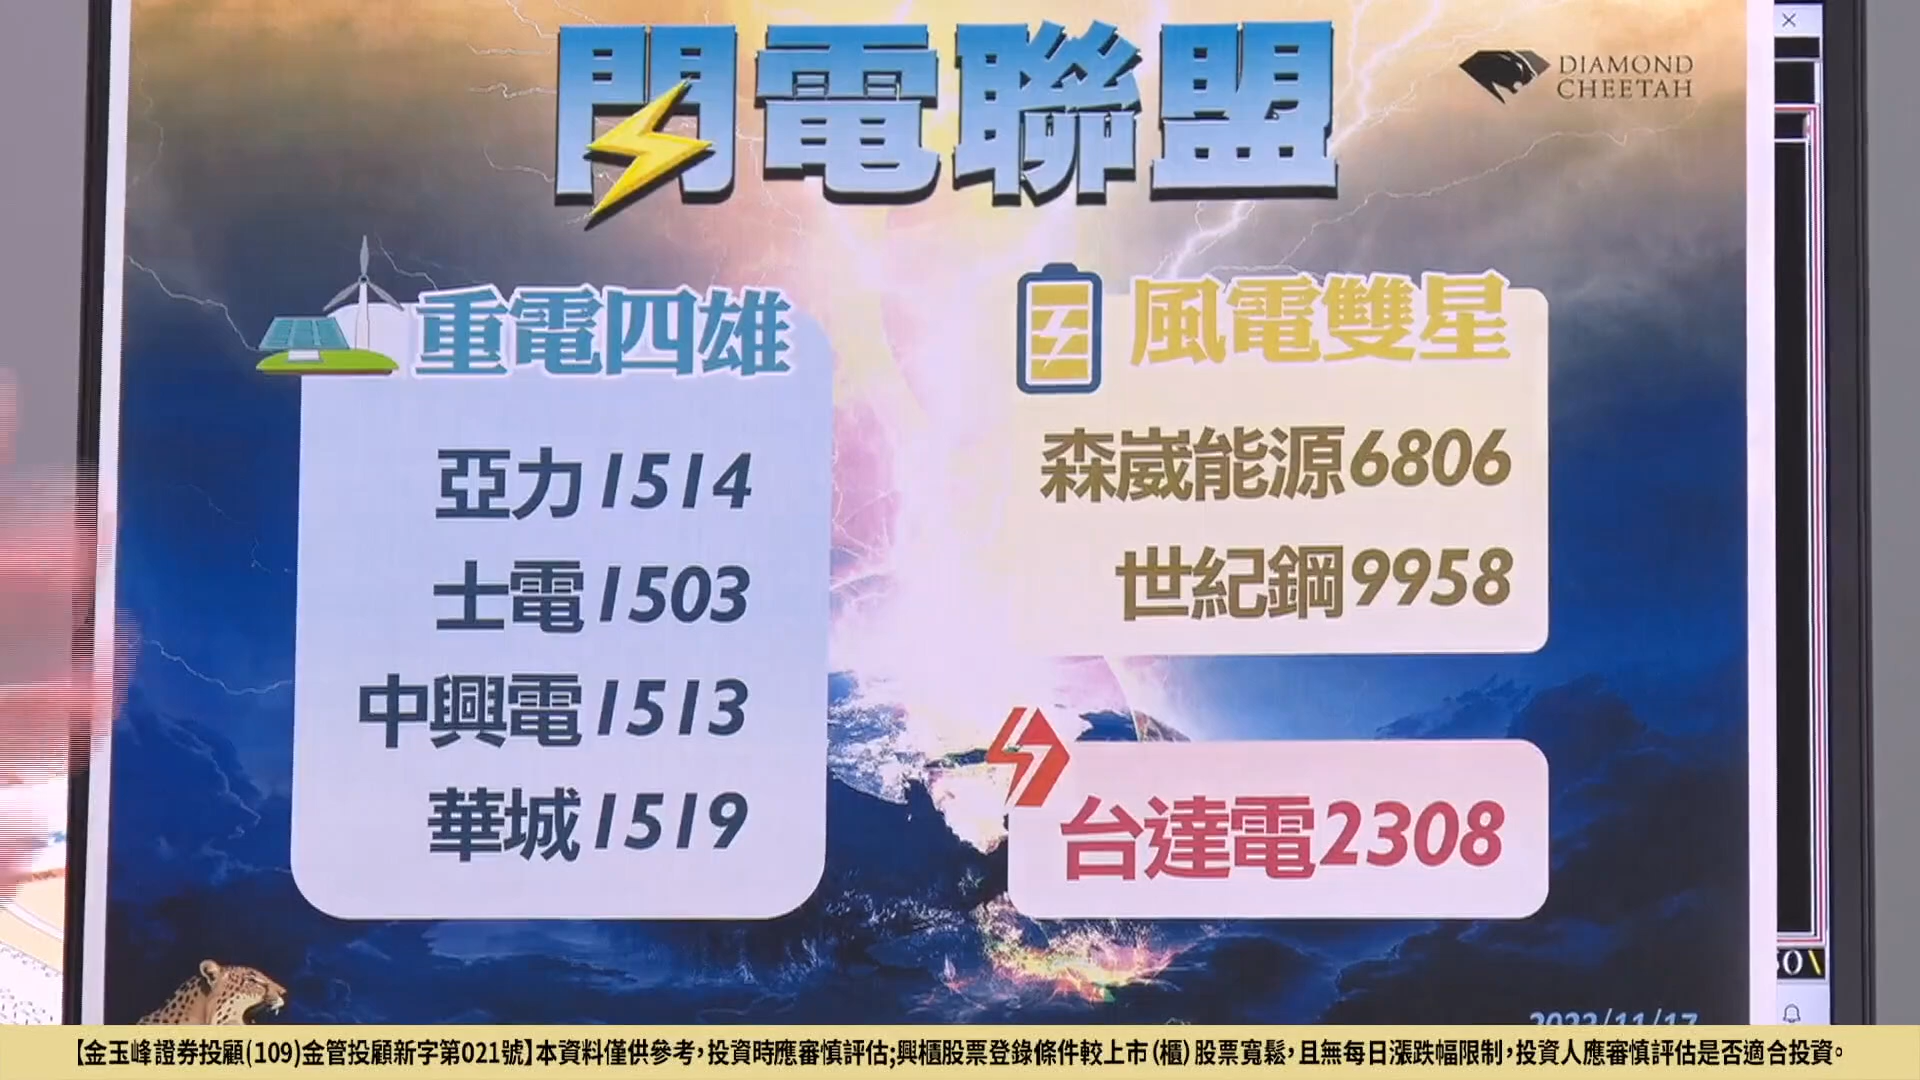 閃電聯盟
DIAMOND
CHEETAH
重電四雄
亞力1514
士電1503
中興電1513
華城1519
風電雙星
森崴能源6806
世紀鋼9958
台達電2308
【金玉峰證券投顧(109)金管投顧新字第021號】本資料僅供參考，投資時應審慎評估;興櫃股票登錄條件較上市（櫃）股票寬鬆，且無每日漲跌幅限制，投資人應審慎評估是否適合投資。